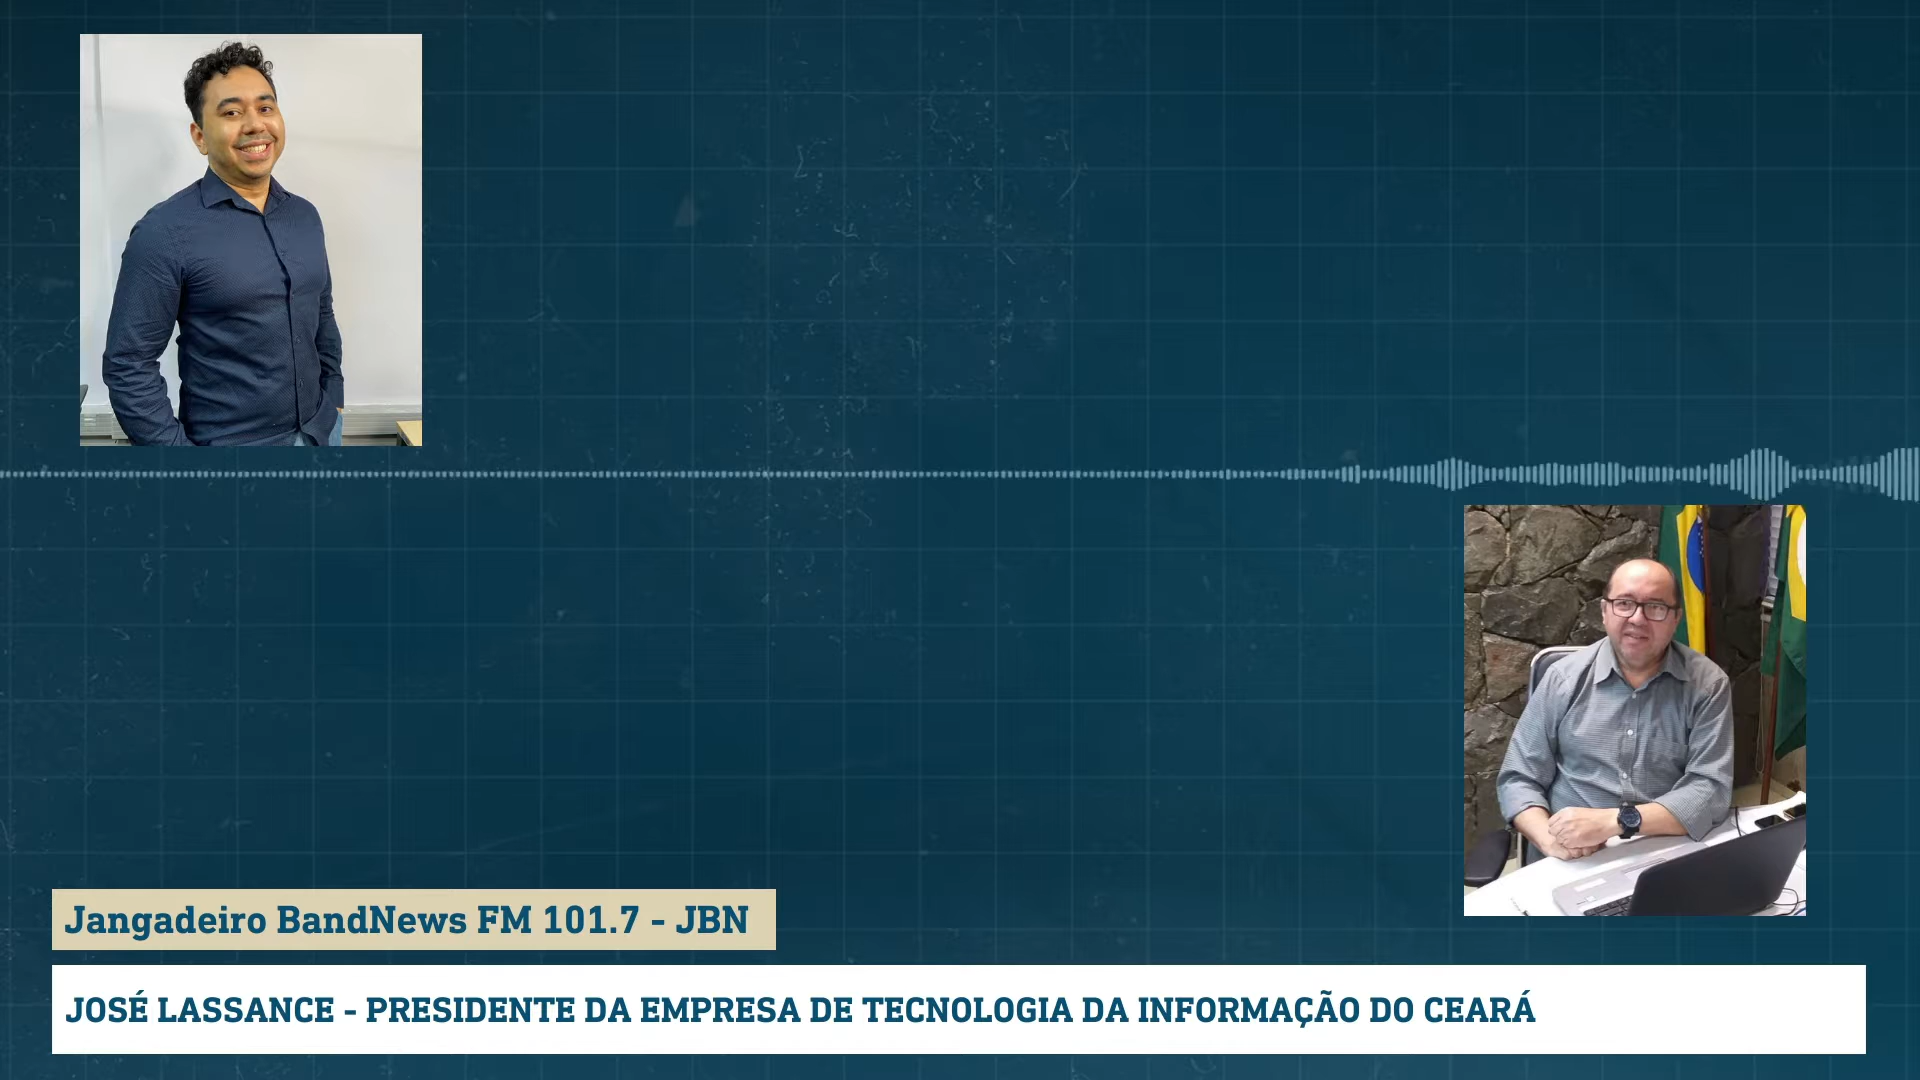 Jangadeiro BandNews FM 101.7 - JBN
JOSÉ LASSANCE - PRESIDENTE DA EMPRESA DE TECNOLOGIA DA INFORMAÇÃO DO CEARÁ